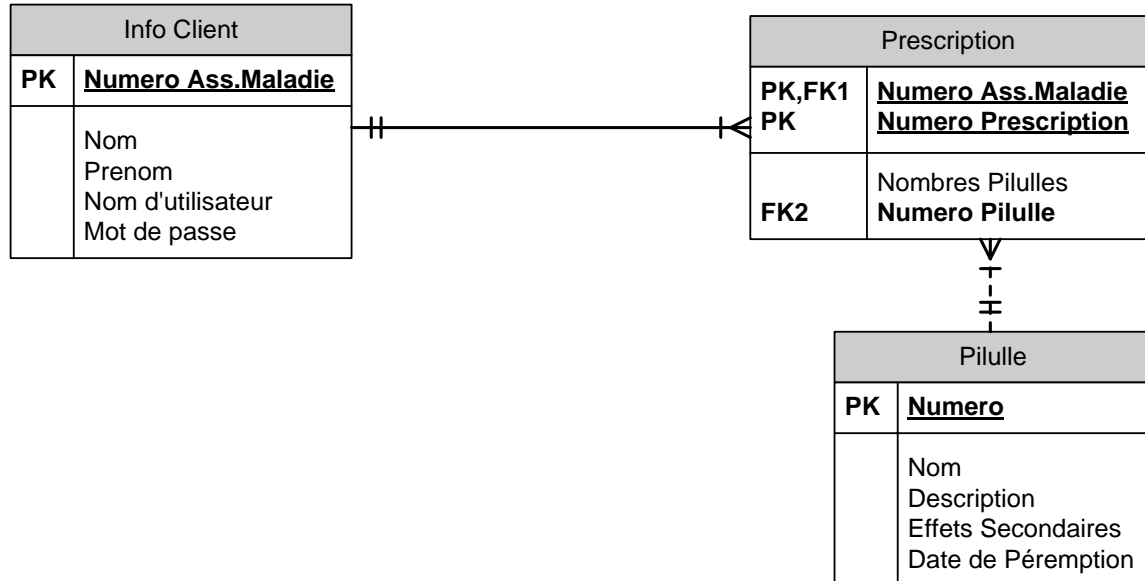 Info Client
PK Numero Ass.Maladie
Nom
Prenom
Nom d'utilisateur
Mot de passe
Prescription
PK,FK1 Numero Ass.Maladie
PK Numero Prescription
Nombres Pilulles
FK2 Numero Pilulle
Pilulle
PK Numero
Nom
Description
Effets Secondaires
Date de Péremption